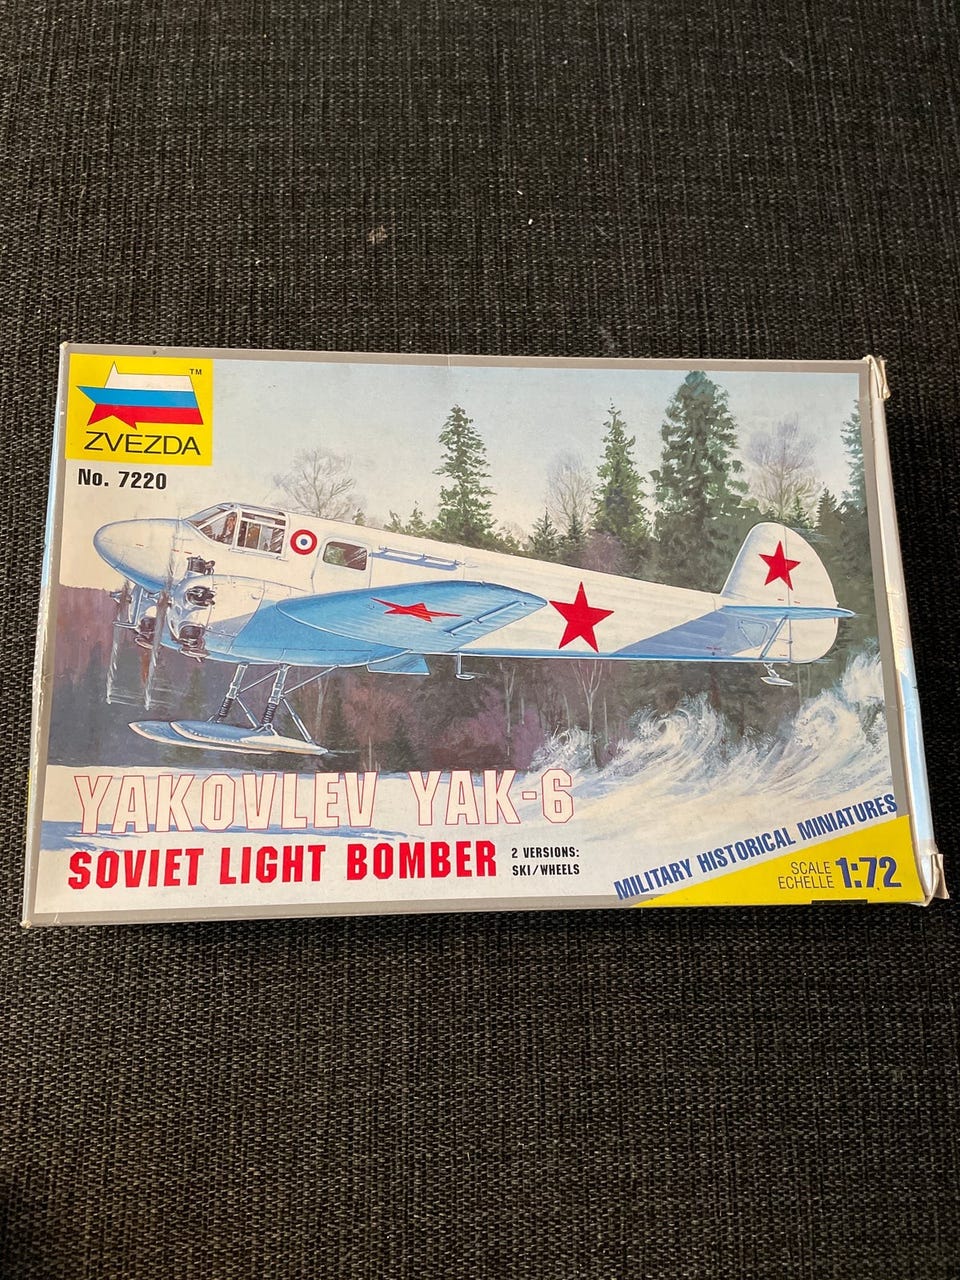 TM
ZVEZDA
No. 7220
YAKOVLEV YAK-6
SOVIET LIGHT BOMBER
2 VERSIONS:
SKI/WHEELS
MILITARY HISTORICAL MINIATURES
SCALE
ECHELLE
1:72